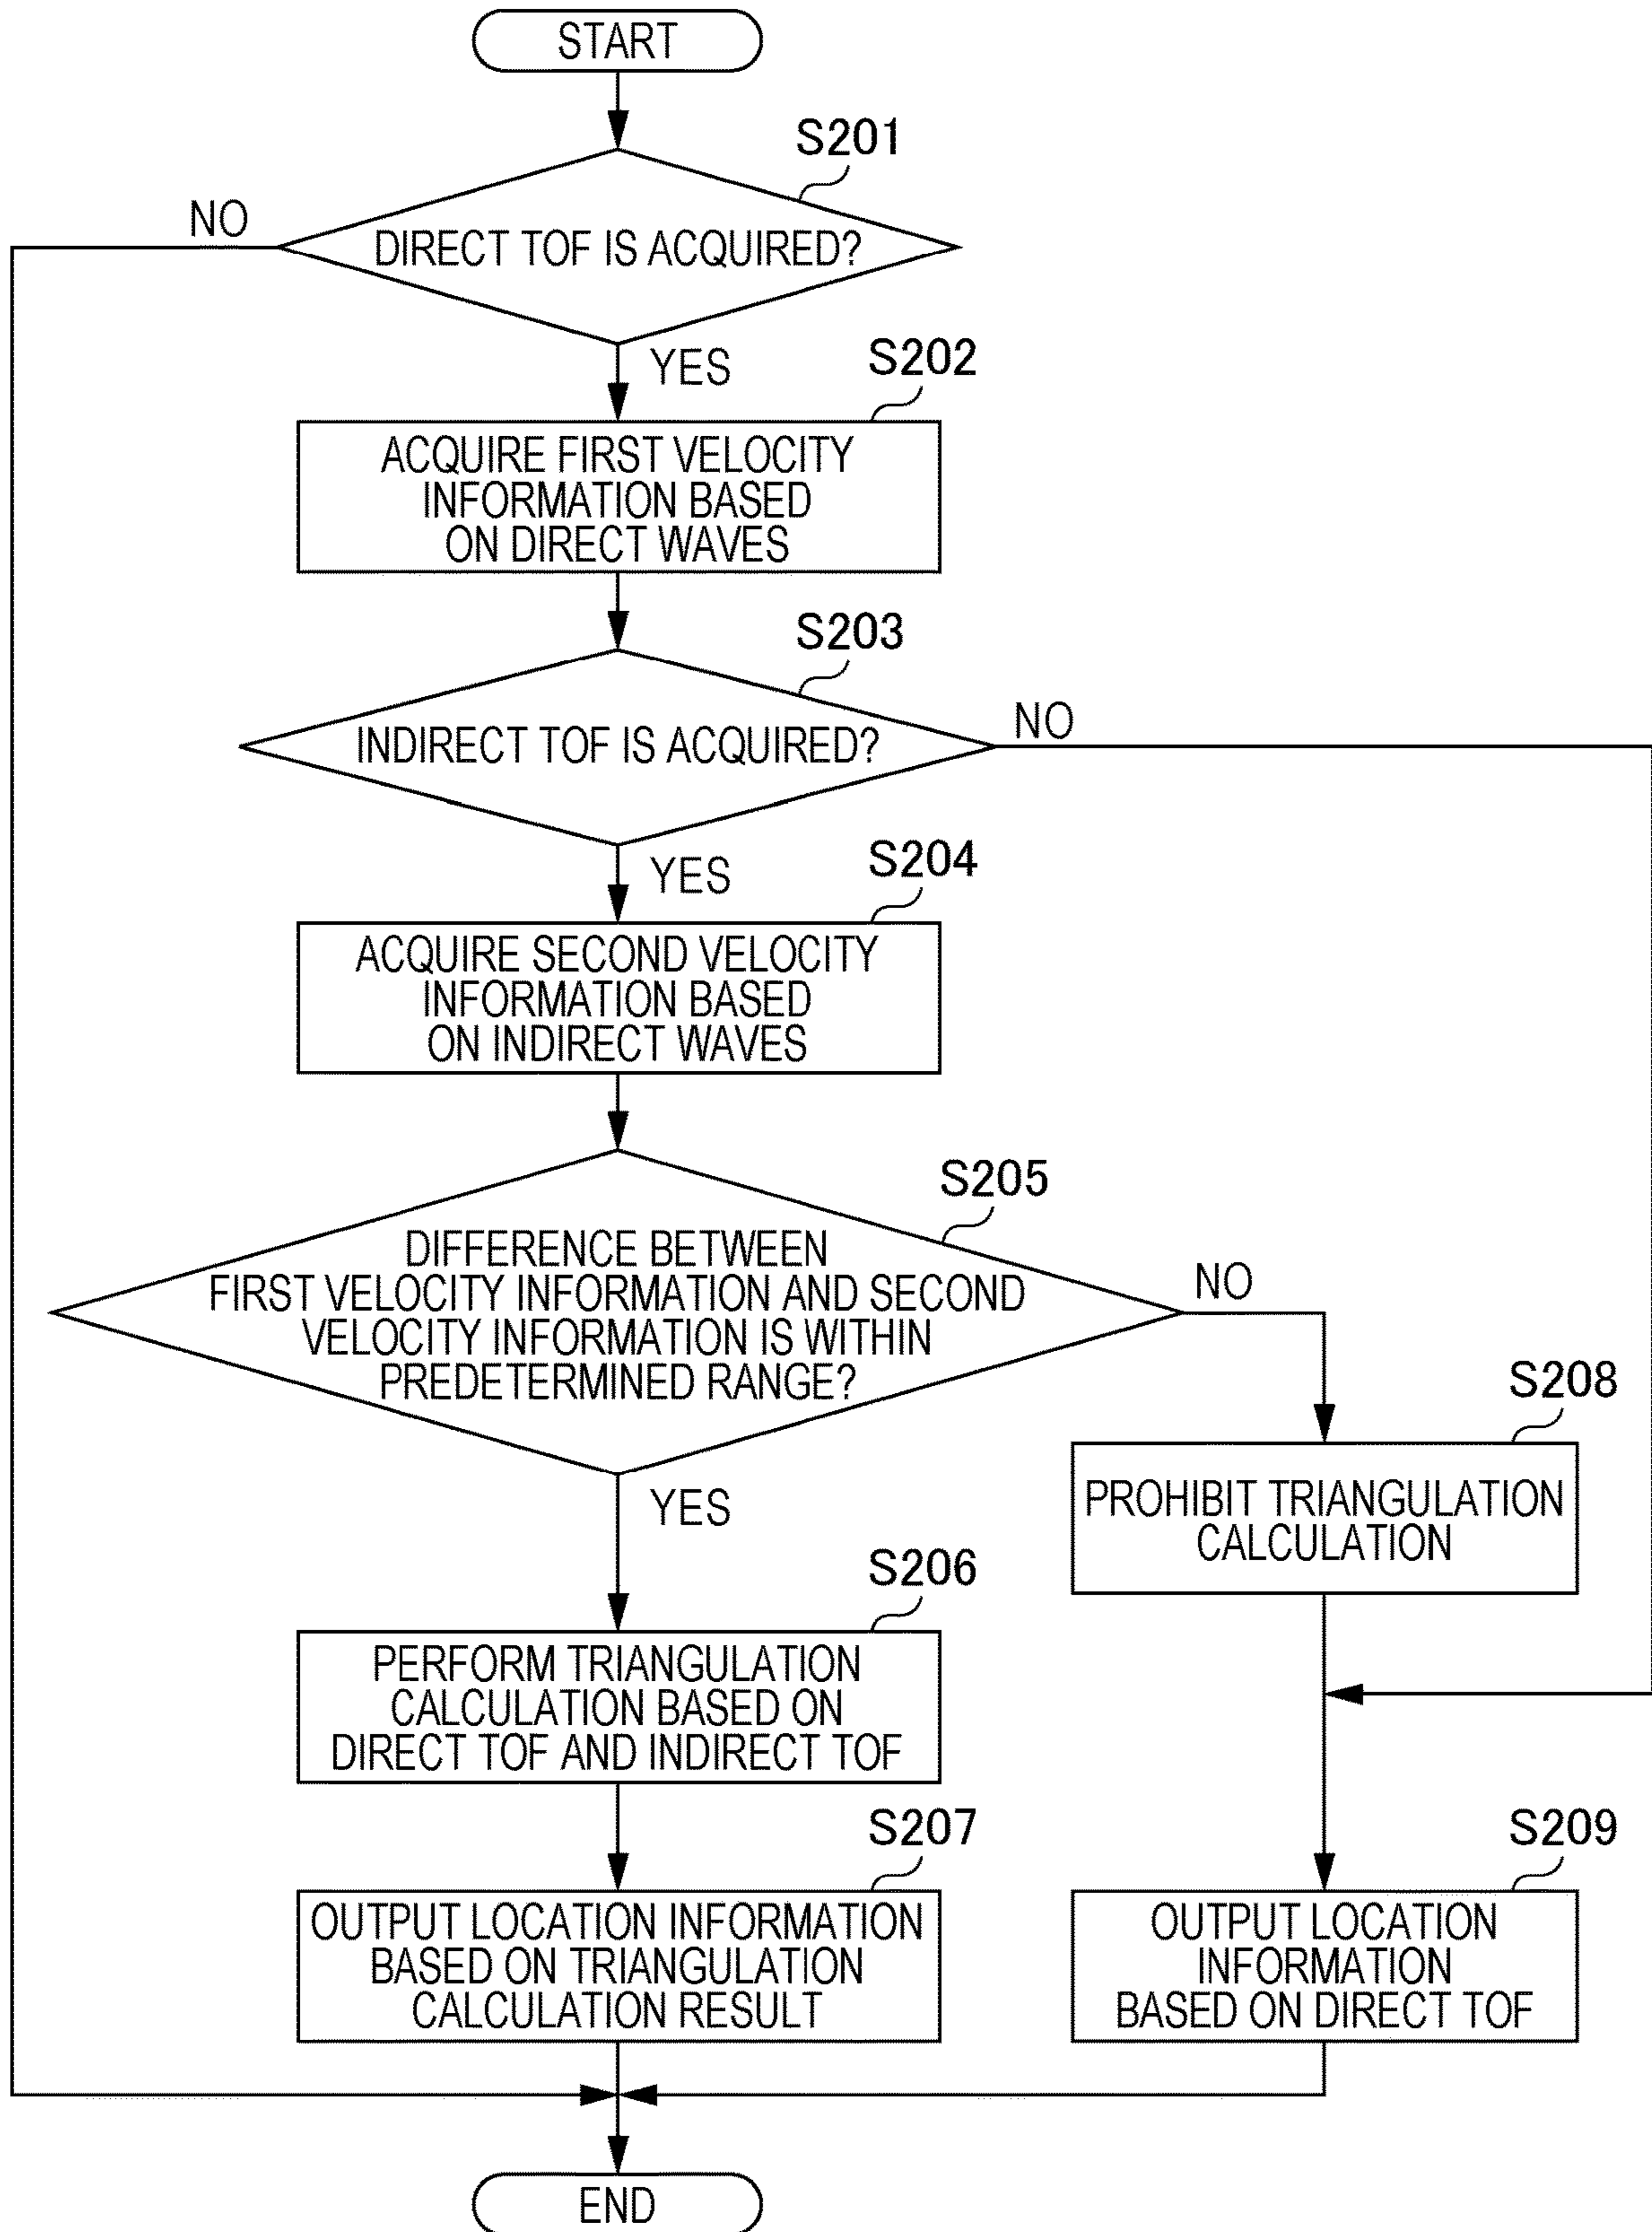 START
S201
NO
DIRECT TOF IS ACQUIRED?
YES
S202
ACQUIRE FIRST VELOCITY
INFORMATION BASED
ON DIRECT WAVES
S203
NO
INDIRECT TOF IS ACQUIRED?
YES
S204
ACQUIRE SECOND VELOCITY
INFORMATION BASED
ON INDIRECT WAVES
S205
DIFFERENCE BETWEEN
FIRST VELOCITY INFORMATION AND SECOND
VELOCITY INFORMATION IS WITHIN
PREDETERMINED RANGE?
NO
YES
S208
PROHIBIT TRIANGULATION
CALCULATION
S206
PERFORM TRIANGULATION
CALCULATION BASED ON
DIRECT TOF AND INDIRECT TOF
S207
OUTPUT LOCATION INFORMATION
BASED ON TRIANGULATION
CALCULATION RESULT
S209
OUTPUT LOCATION
INFORMATION
BASED ON DIRECT TOF
END